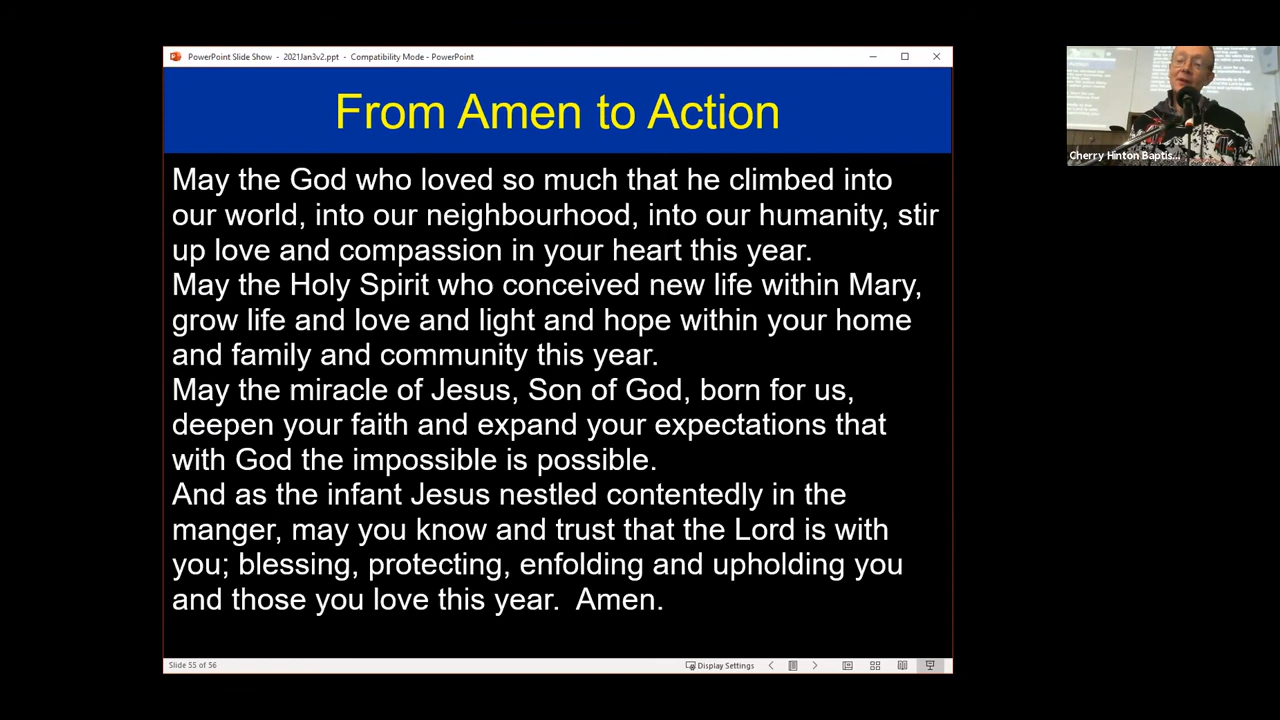 PowerPoint Slide Show - 2021Jan3v2.ppt - Compatibility Mode - PowerPoint
From Amen to Action
May the God who loved so much that he climbed into
our world, into our neighbourhood, into our humanity, stir
up love and compassion in your heart this year.
May the Holy Spirit who conceived new life within Mary,
grow life and love and light and hope within your home
and family and community this year.
May the miracle of Jesus, Son of God, born for us,
deepen your faith and expand your expectations that
with God the impossible is possible.
And as the infant Jesus nestled contentedly in the
manger, may you know and trust that the Lord is with
you; blessing, protecting, enfolding and upholding you
and those you love this year.  Amen.
Slide 55 of 56
Display Settings
Cherry Hinton Baptis...